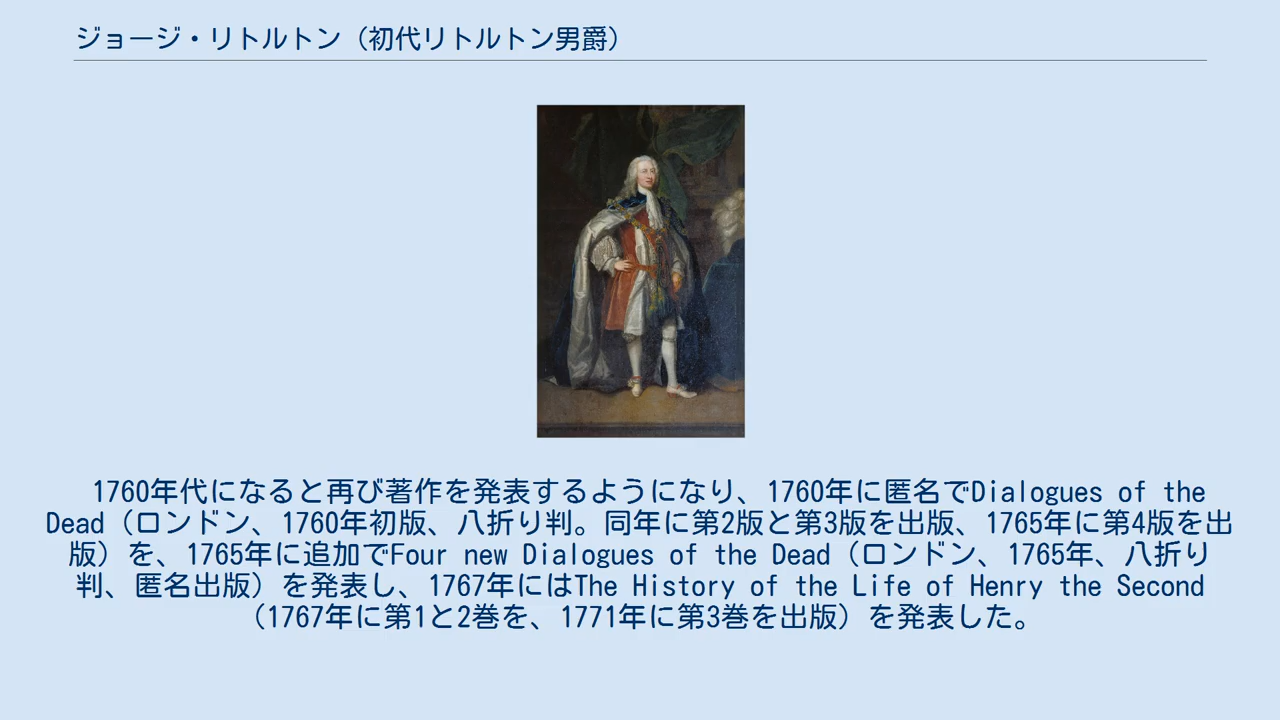 ジョージ・リトルトン（初代リトルトン男爵）
1760年代になると再び著作を発表するようになり、1760年に匿名でDialogues of the
Dead（ロンドン、1760年初版、八折り判。同年に第2版と第3版を出版、1765年に第4版を出
版）を、1765年に追加でFour new Dialogues of the Dead（ロンドン、1765年、八折り
判、匿名出版）を発表し、1767年にはThe History of the Life of Henry the Second
（1767年に第1と2巻を、1771年に第3巻を出版）を発表した。